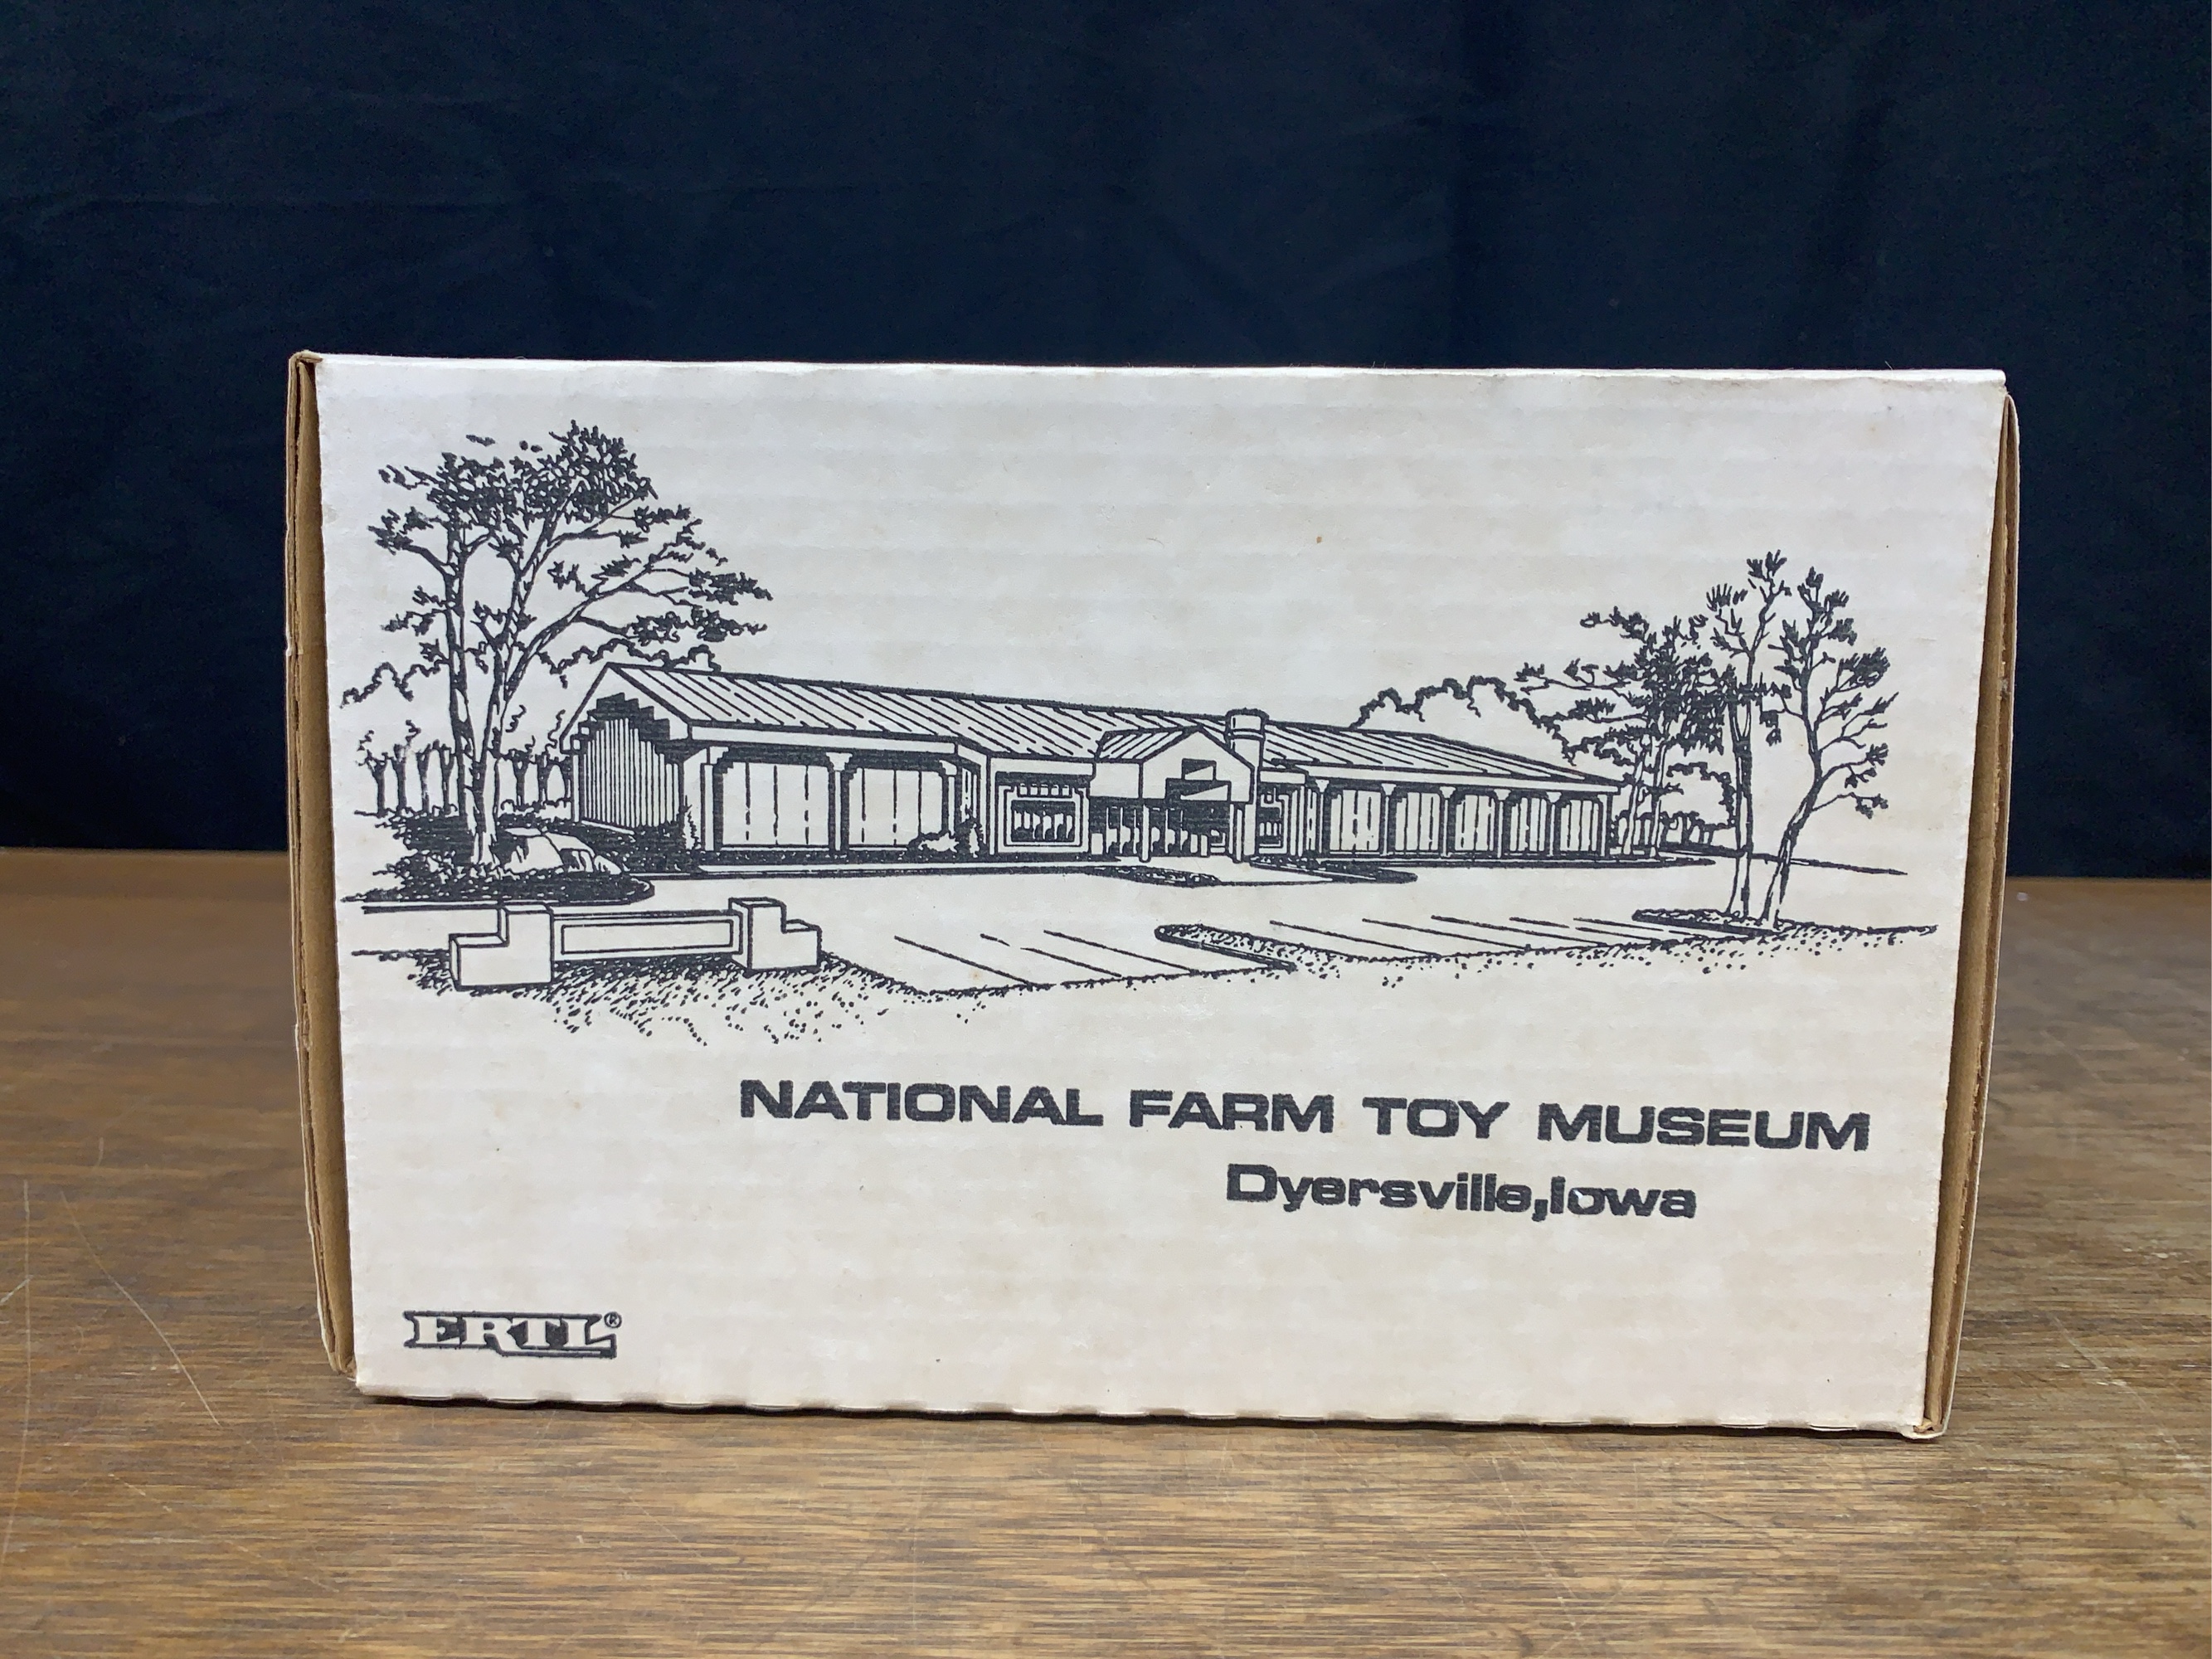 NATIONAL FARM TOY MUSEUM
Dyersville,Iowa
ERTL®